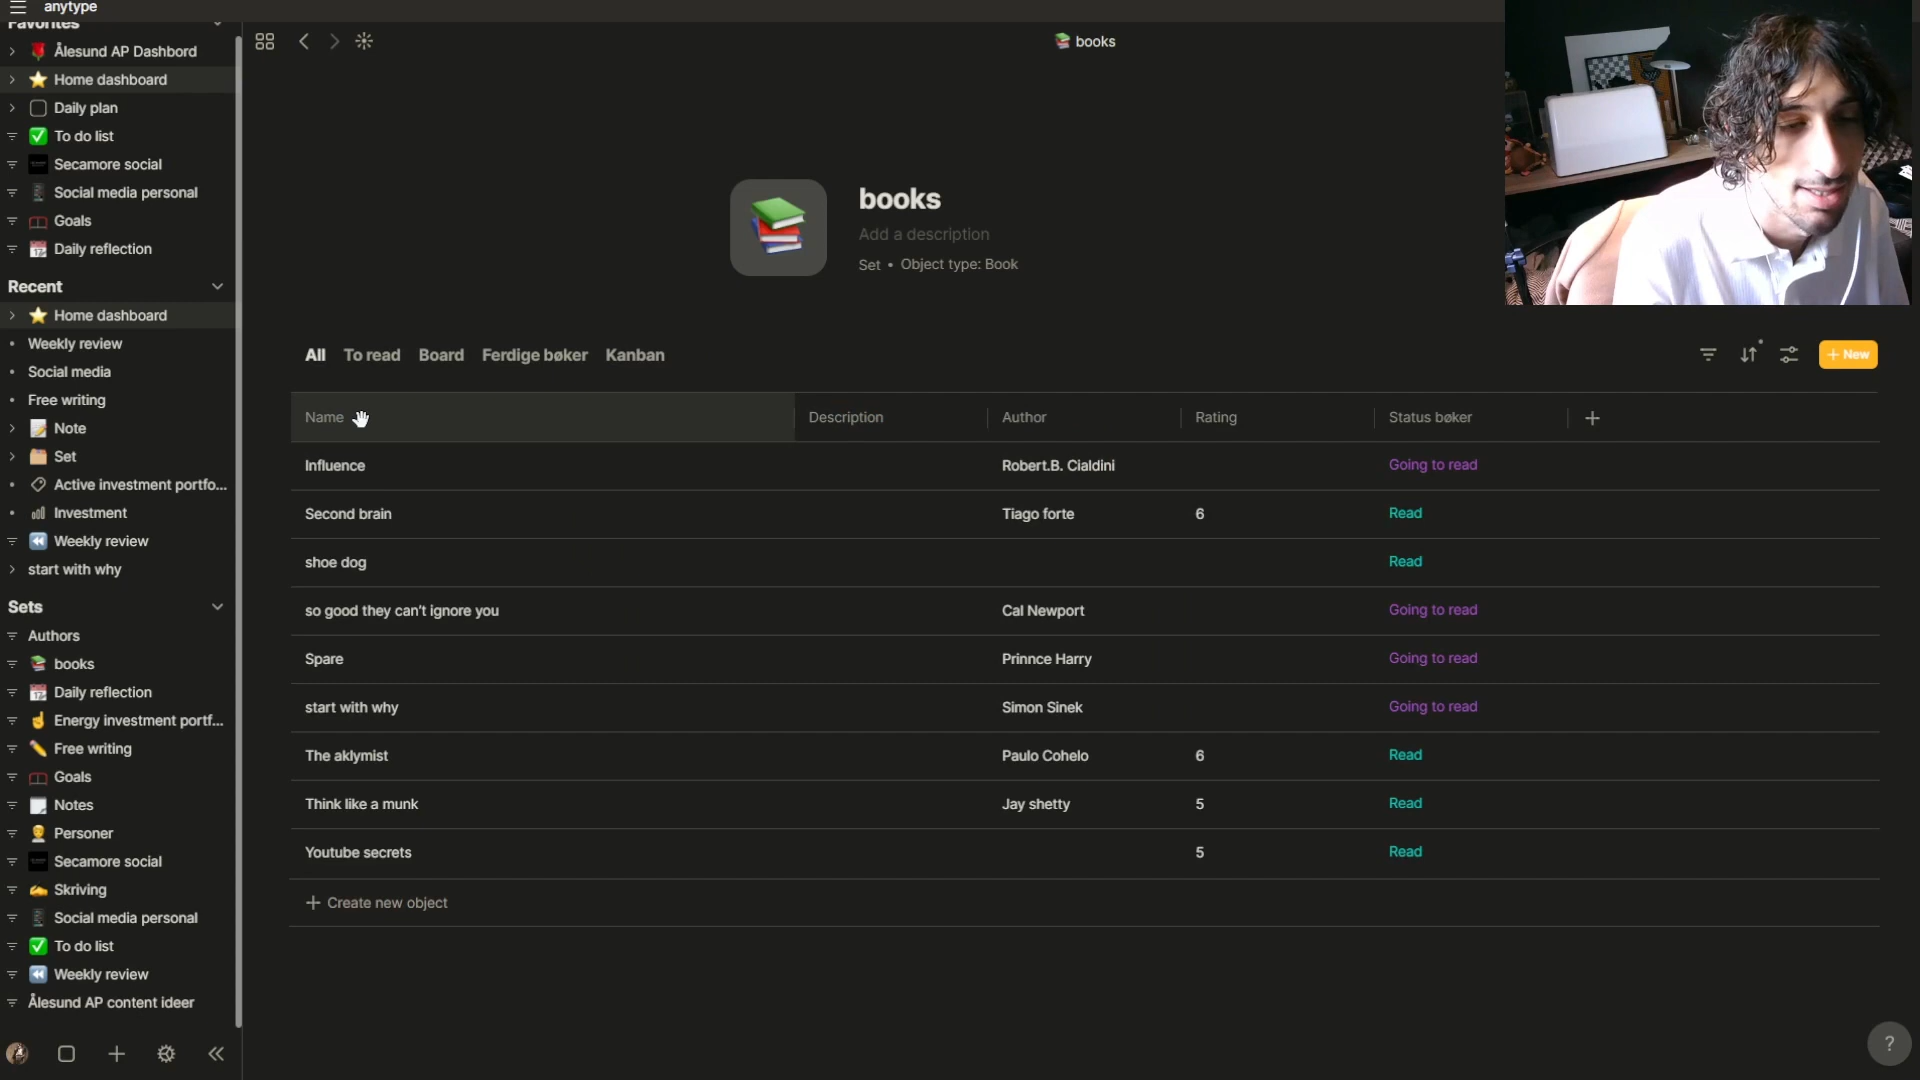 anytype
Favorites
Ålesund AP Dashbord
Home dashboard
Daily plan
To do list
Secamore social
Social media personal
Goals
Daily reflection
Recent
Home dashboard
Weekly review
Social media
Free writing
Note
Set
Active investment portfo...
Investment
Weekly review
start with why
Sets
Authors
books
Daily reflection
Energy investment portf...
Free writing
Goals
Notes
Personer
Secamore social
Skriving
Social media personal
To do list
Weekly review
Ålesund AP content ideer
books
books
Add a description
Set • Object type: Book
All To read Board Ferdige bøker Kanban
+ New
Name Description Author Rating Status bøker +
Influence Robert.B. Cialdini Going to read
Second brain Tiago forte 6 Read
shoe dog Read
so good they can't ignore you Cal Newport Going to read
Spare Prinnce Harry Going to read
start with why Simon Sinek Going to read
The aklymist Paulo Cohelo 6 Read
Think like a munk Jay shetty 5 Read
Youtube secrets 5 Read
+ Create new object
?